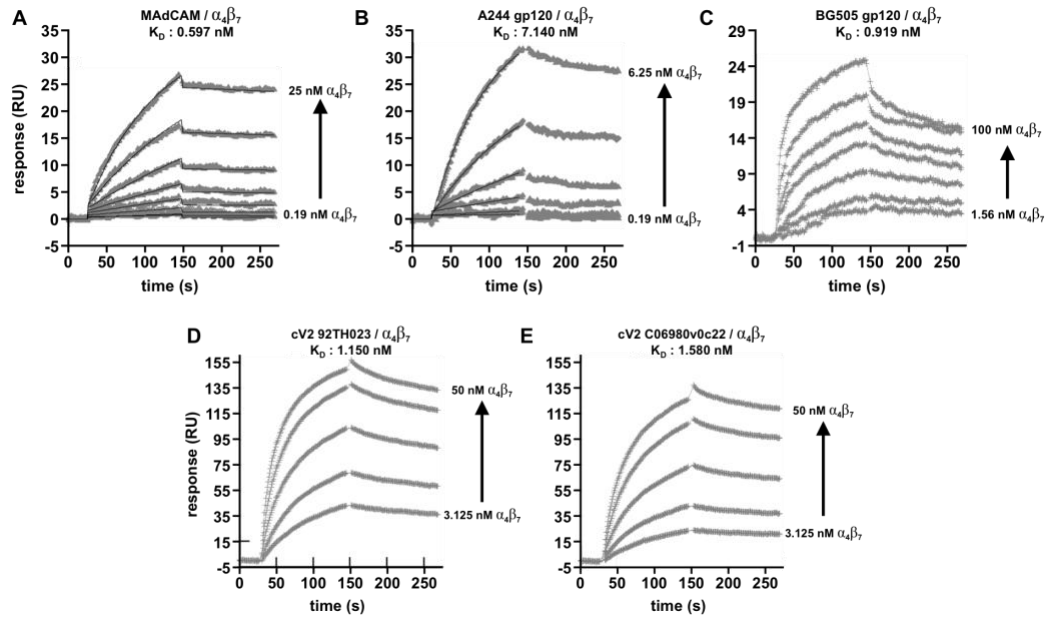 A
MAdCAM / α₄β₇
K_D : 0.597 nM
35
30
25
20
15
10
5
0
-5
response (RU)
0 50 100 150 200 250
time (s)
25 nM α₄β₇
0.19 nM α₄β₇
B
A244 gp120 / α₄β₇
K_D : 7.140 nM
35
30
25
20
15
10
5
0
-5
0 50 100 150 200 250
time (s)
6.25 nM α₄β₇
0.19 nM α₄β₇
C
BG505 gp120 / α₄β₇
K_D : 0.919 nM
29
24
19
14
9
4
-1
0 50 100 150 200 250
time (s)
100 nM α₄β₇
1.56 nM α₄β₇
D
cV2 92TH023 / α₄β₇
K_D : 1.150 nM
155
135
115
95
75
55
35
15
-5
response (RU)
0 50 100 150 200 250
time (s)
50 nM α₄β₇
3.125 nM α₄β₇
E
cV2 C06980v0c22 / α₄β₇
K_D : 1.580 nM
155
135
115
95
75
55
35
15
-5
0 50 100 150 200 250
time (s)
50 nM α₄β₇
3.125 nM α₄β₇